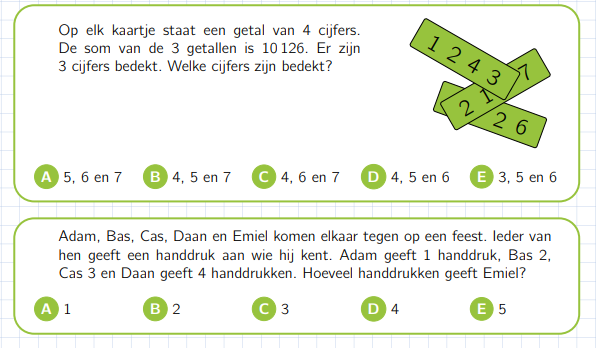 Op elk kaartje staat een getal van 4 cijfers.
De som van de 3 getallen is 10 126. Er zijn
3 cijfers bedekt. Welke cijfers zijn bedekt?
1 2 4 3
2 1 7
2 6
A 5, 6 en 7 B 4, 5 en 7 C 4, 6 en 7 D 4, 5 en 6 E 3, 5 en 6
Adam, Bas, Cas, Daan en Emiel komen elkaar tegen op een feest. Ieder van
hen geeft een handdruk aan wie hij kent. Adam geeft 1 handdruk, Bas 2,
Cas 3 en Daan geeft 4 handdrukken. Hoeveel handdrukken geeft Emiel?
A 1 B 2 C 3 D 4 E 5